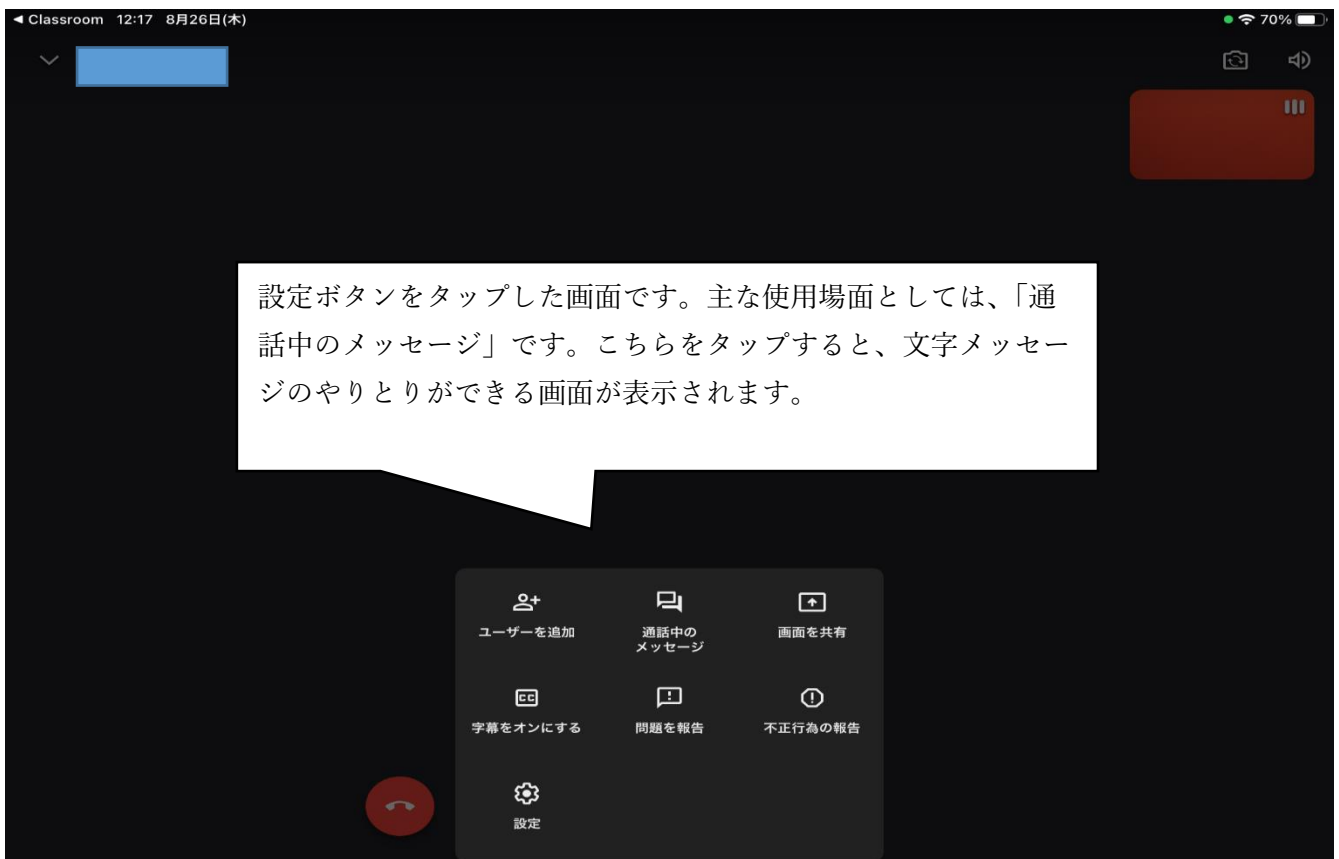 ◀ Classroom 12:17 8月26日(木) 70%
設定ボタンをタップした画面です。主な使用場面としては、「通
話中のメッセージ」です。こちらをタップすると、文字メッセー
ジのやりとりができる画面が表示されます。
ユーザーを追加 通話中の 画面を共有
メッセージ
字幕をオンにする 問題を報告 不正行為の報告
設定